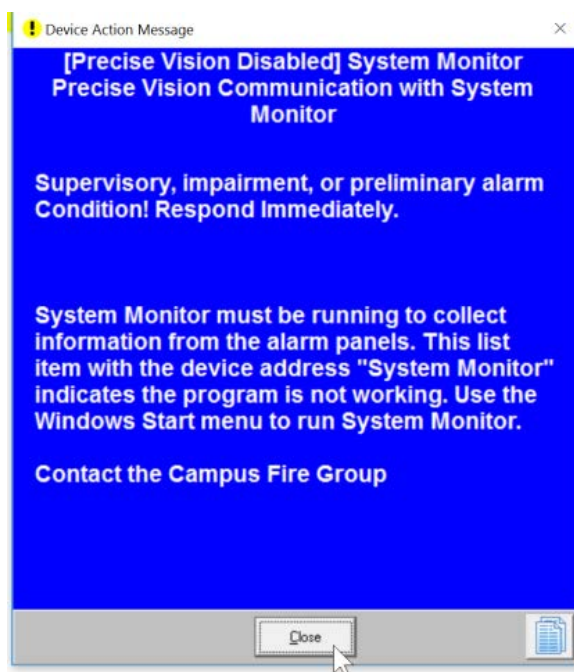 Device Action Message
[Precise Vision Disabled] System Monitor
Precise Vision Communication with System
Monitor
Supervisory, impairment, or preliminary alarm
Condition! Respond Immediately.
System Monitor must be running to collect
information from the alarm panels. This list
item with the device address "System Monitor"
indicates the program is not working. Use the
Windows Start menu to run System Monitor.
Contact the Campus Fire Group
Close